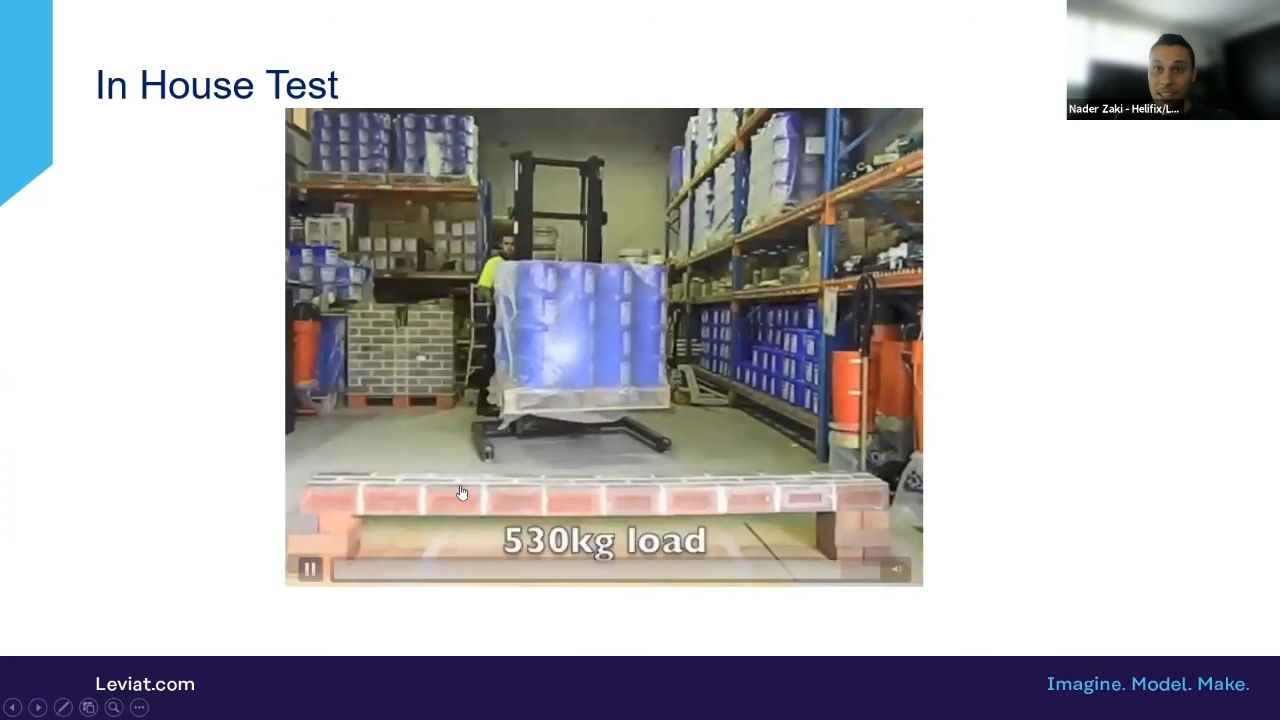 In House Test
Nader Zaki - Helifix/L...
530kg load
Leviat.com
Imagine. Model. Make.